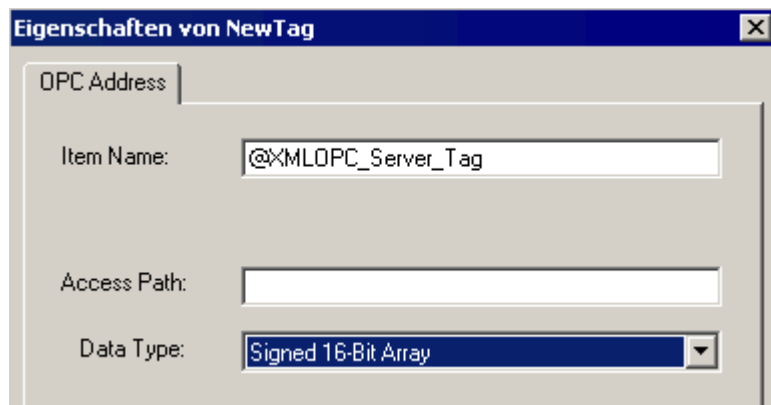 Eigenschaften von NewTag
OPC Address
Item Name: @XMLOPC_Server_Tag
Access Path:
Data Type: Signed 16-Bit Array